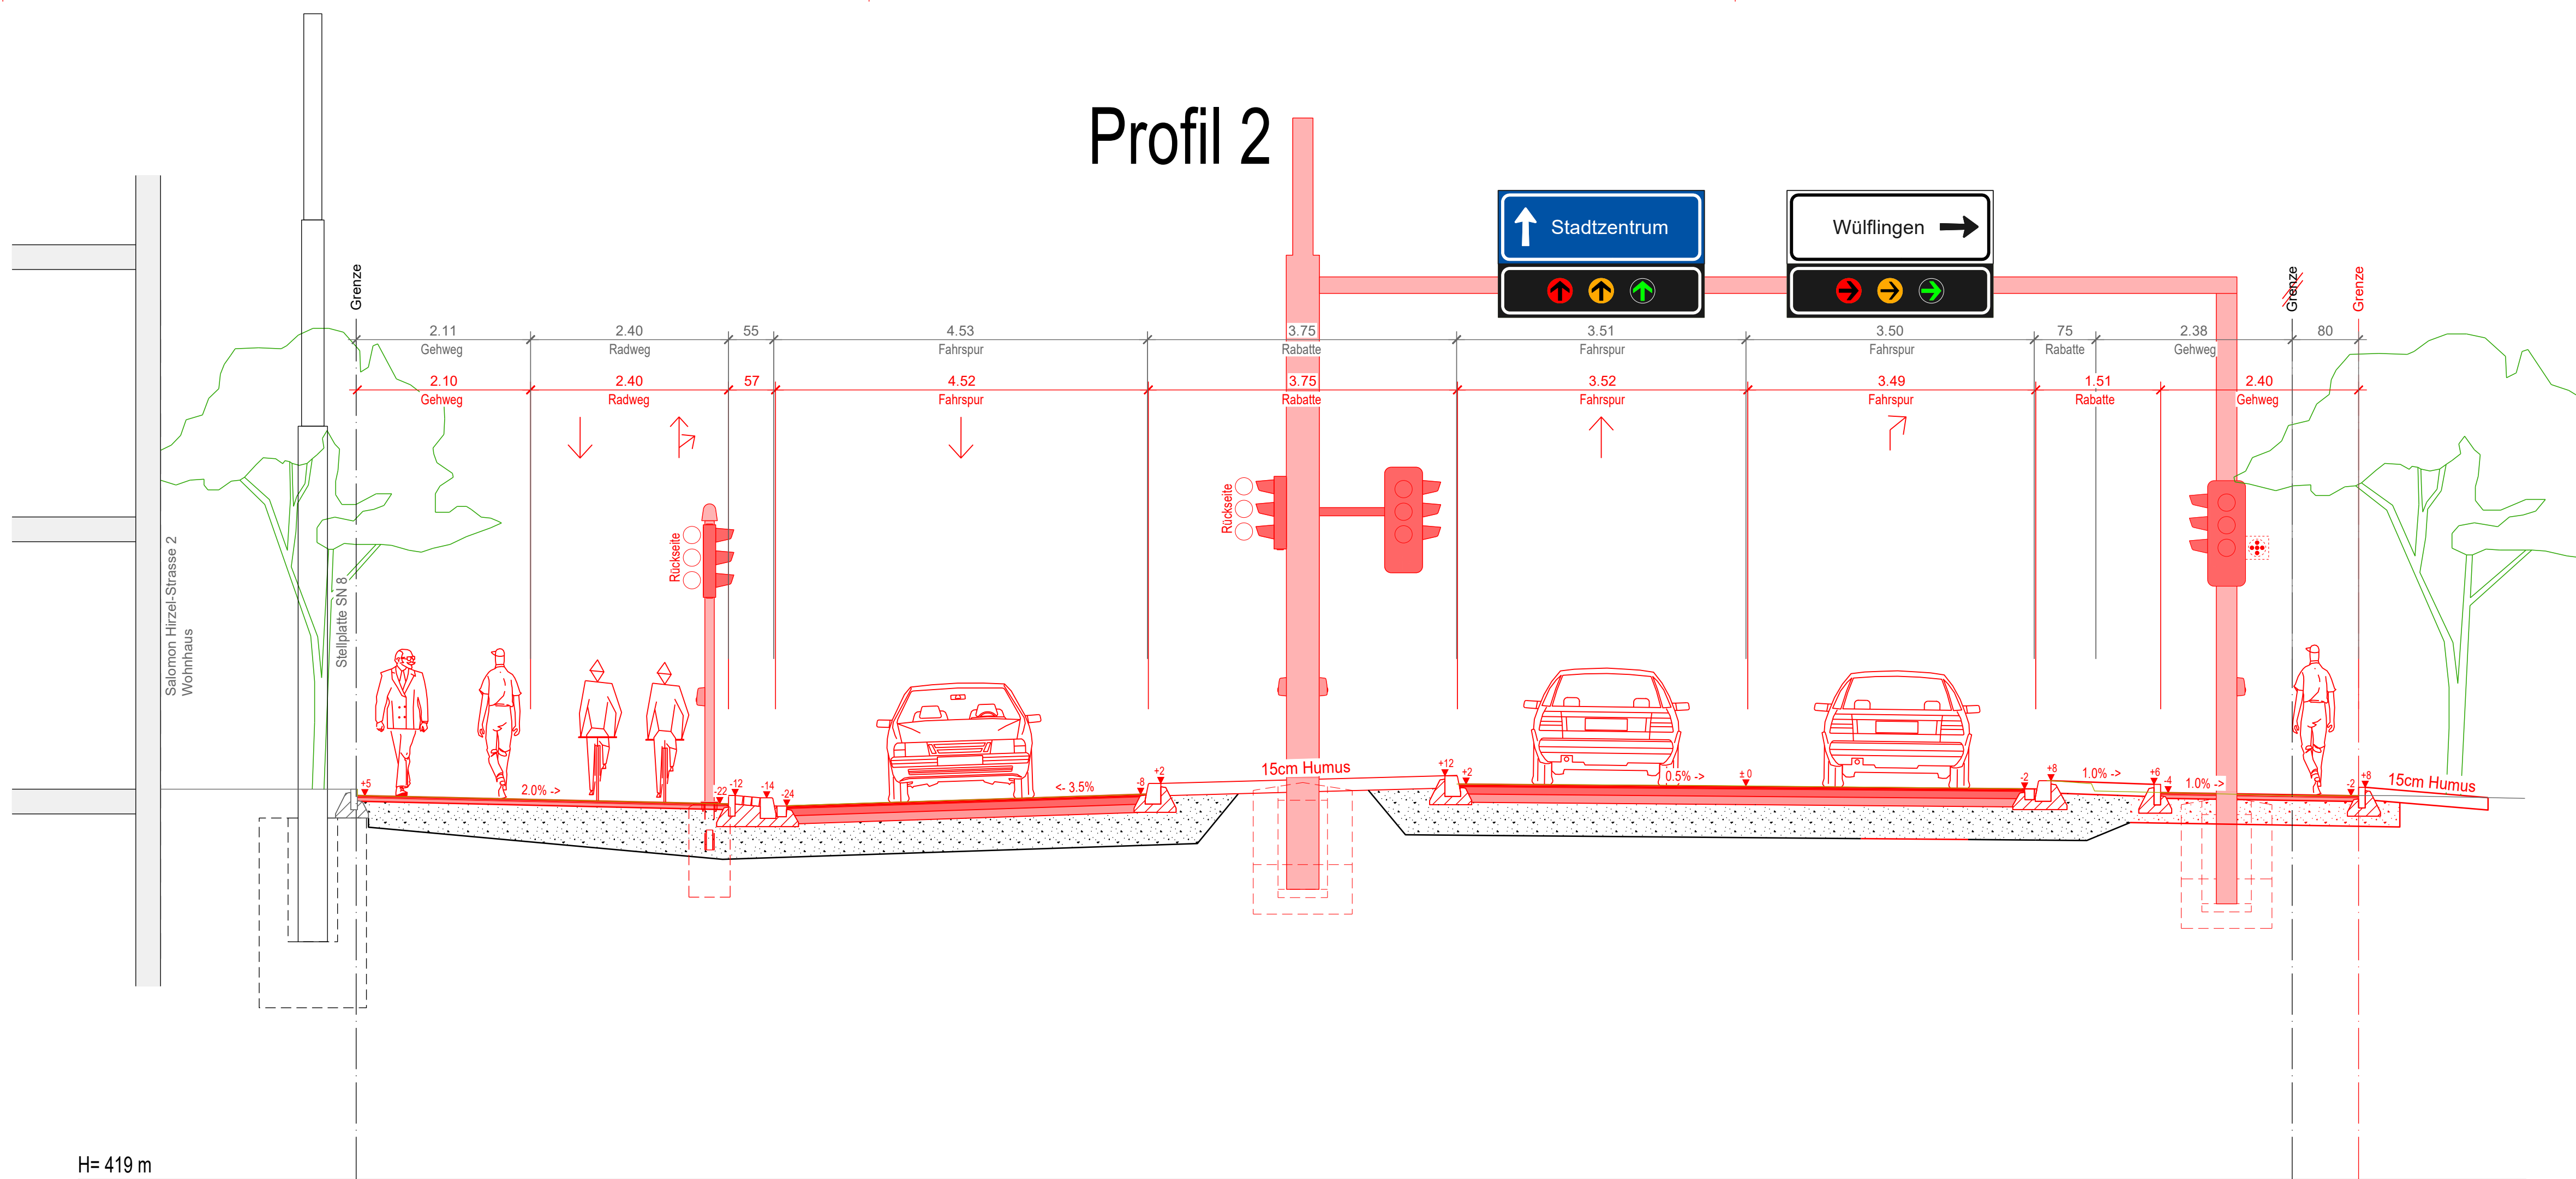 Profil 2
Stadtzentrum
Wülflingen
Grenze
Grenze
Grenze
2.11
2.40
55
4.53
3.75
3.51
3.50
75
2.38
80
Gehweg
Radweg
Fahrspur
Rabatte
Fahrspur
Fahrspur
Rabatte
Gehweg
2.10
2.40
57
4.52
3.75
3.52
3.49
1.51
2.40
Gehweg
Radweg
Fahrspur
Rabatte
Fahrspur
Fahrspur
Rabatte
Gehweg
Rückseite
Rückseite
Salomon Hirzel-Strasse 2
Wohnhaus
Stellplatte SN 8
+5
2.0% ->
-22
-12
-14
-24
<- 3.5%
-8
+2
15cm Humus
+12
+2
0.5% ->
± 0
-2
+8
1.0% ->
+6
-4
1.0% ->
-2
+8
15cm Humus
H= 419 m